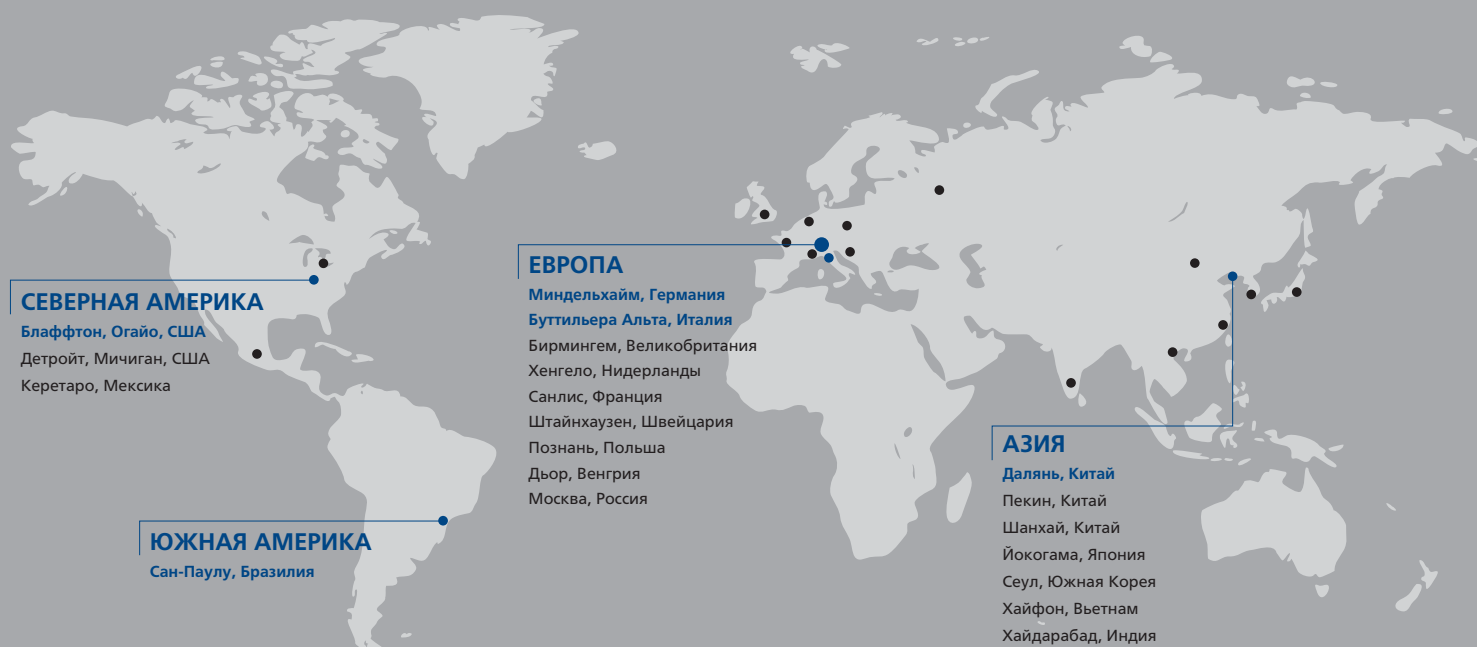 СЕВЕРНАЯ АМЕРИКА
Блаффтон, Огайо, США
Детройт, Мичиган, США
Керетаро, Мексика
ЮЖНАЯ АМЕРИКА
Сан-Паулу, Бразилия
ЕВРОПА
Миндельхайм, Германия
Буттильера Альта, Италия
Бирмингем, Великобритания
Хенгело, Нидерланды
Санлис, Франция
Штайнхаузен, Швейцария
Познань, Польша
Дьор, Венгрия
Москва, Россия
АЗИЯ
Далянь, Китай
Пекин, Китай
Шанхай, Китай
Йокогама, Япония
Сеул, Южная Корея
Хайфон, Вьетнам
Хайдарабад, Индия